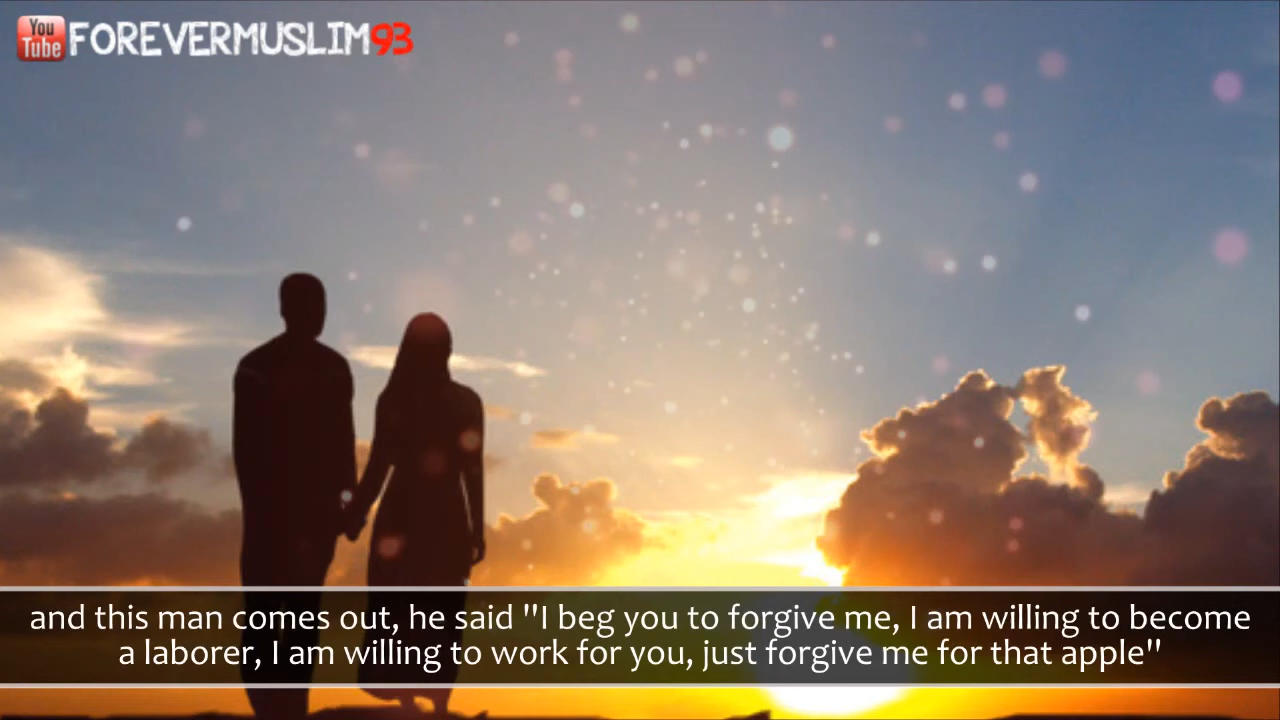 You Tube FOREVERMUSLIM93
and this man comes out, he said "I beg you to forgive me, I am willing to become
a laborer, I am willing to work for you, just forgive me for that apple"